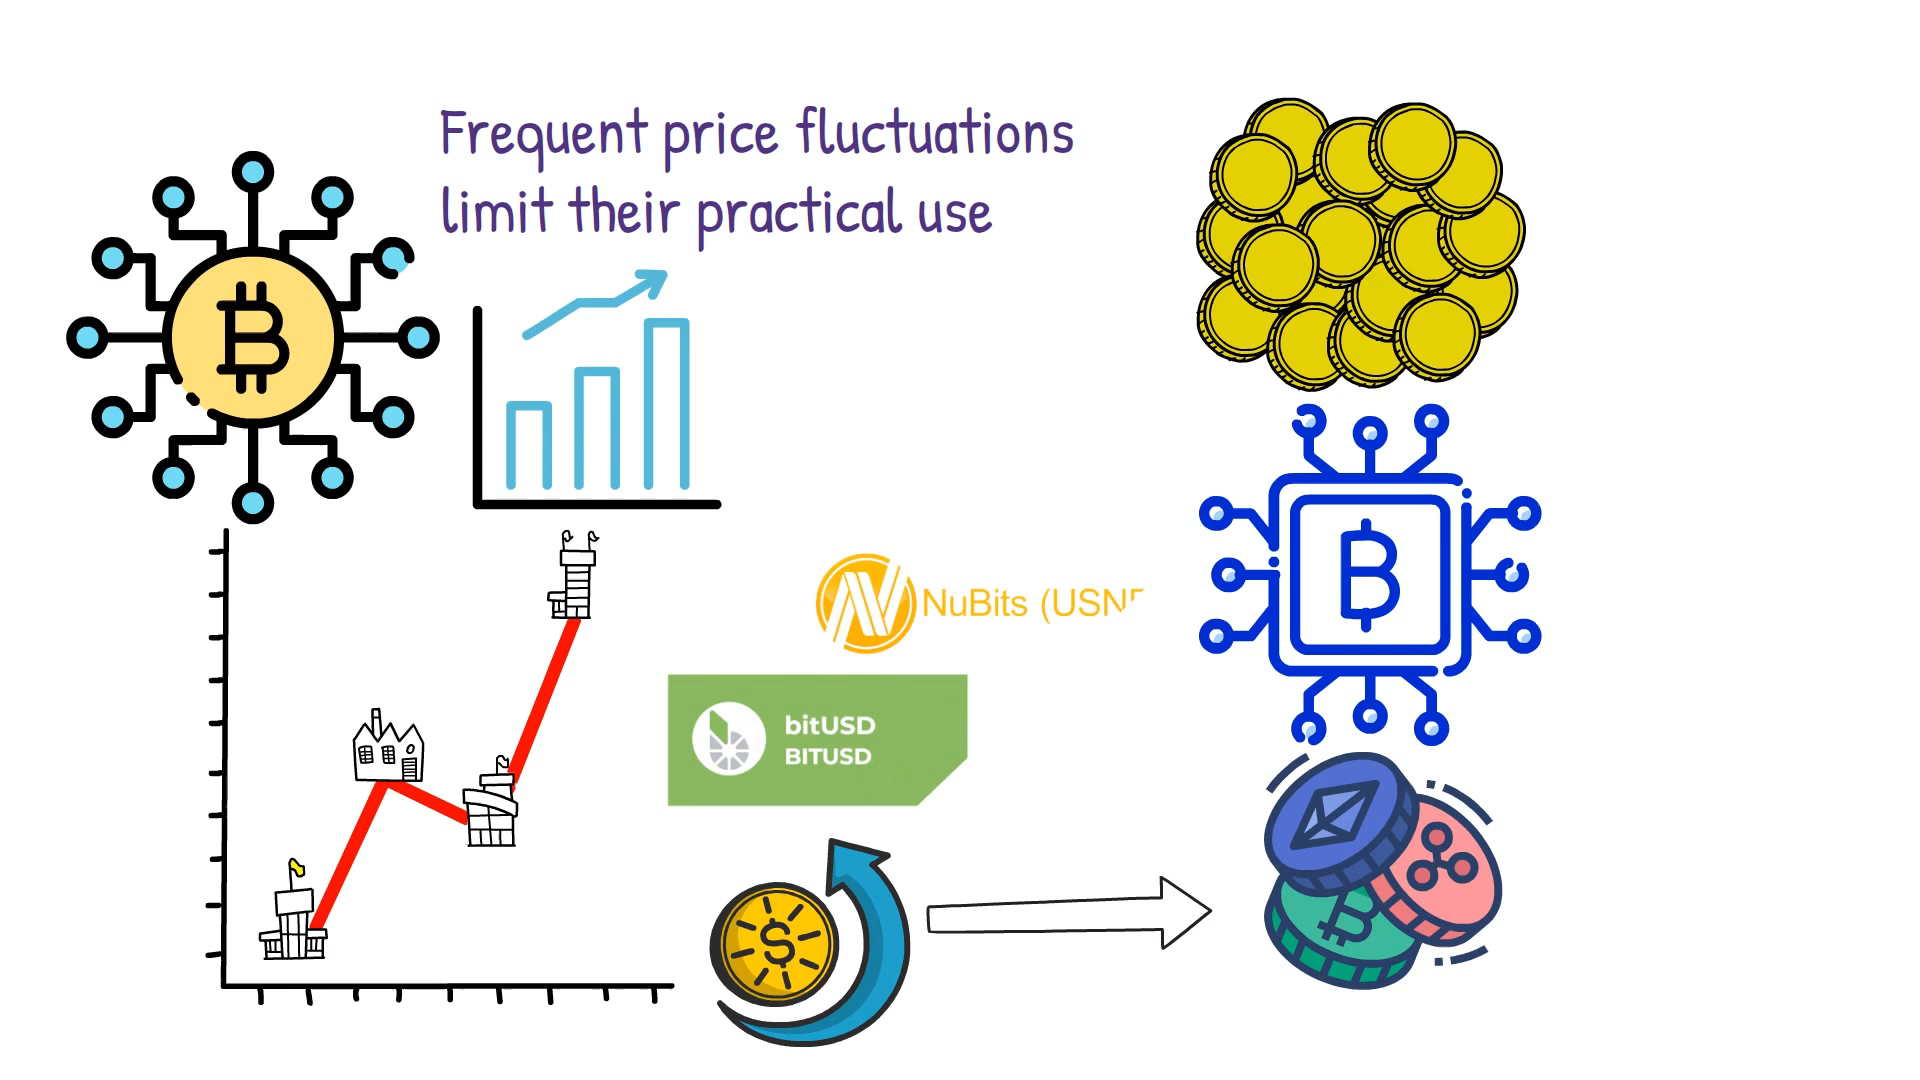 Frequent price fluctuations
limit their practical use
NuBits (USN
bitUSD
BITUSD